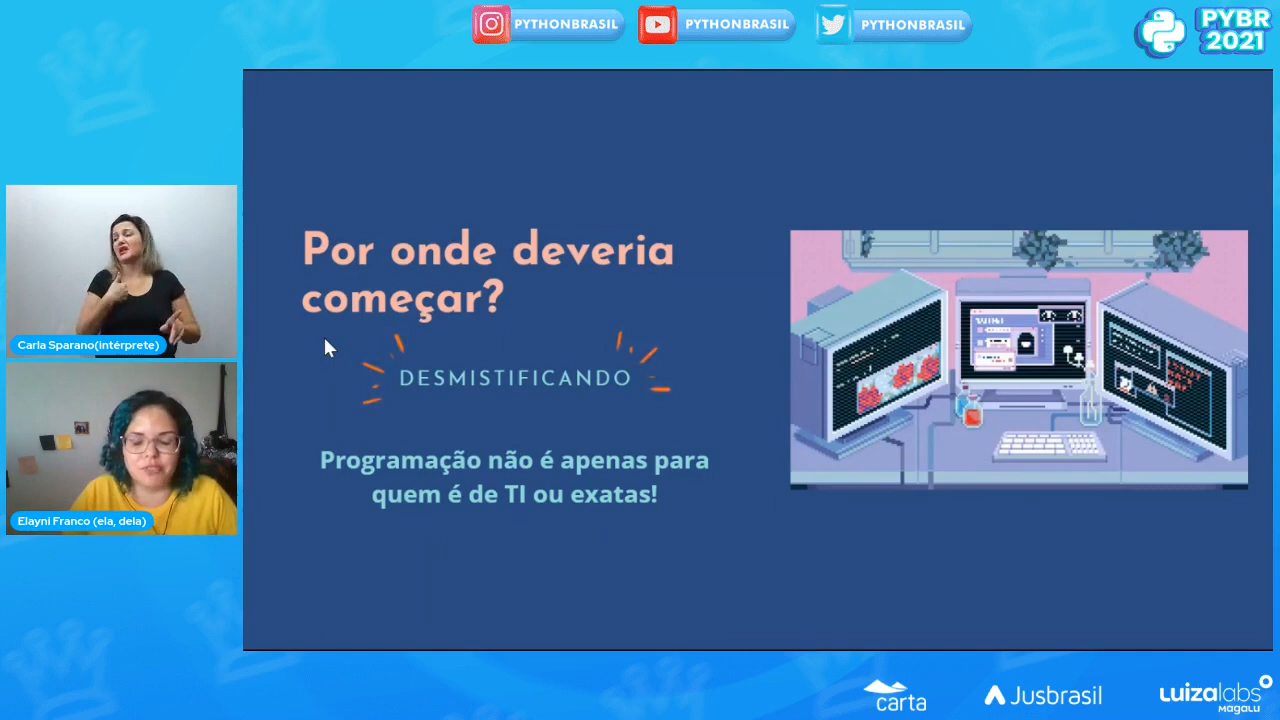 PYTHONBRASIL
PYTHONBRASIL
PYTHONBRASIL
PYBR
2021
Por onde deveria
começar?
DESMISTIFICANDO
Programação não é apenas para
quem é de TI ou exatas!
Carla Sparano(intérprete)
Elayni Franco (ela, dela)
carta
Jusbrasil
luizalabs
MAGALU